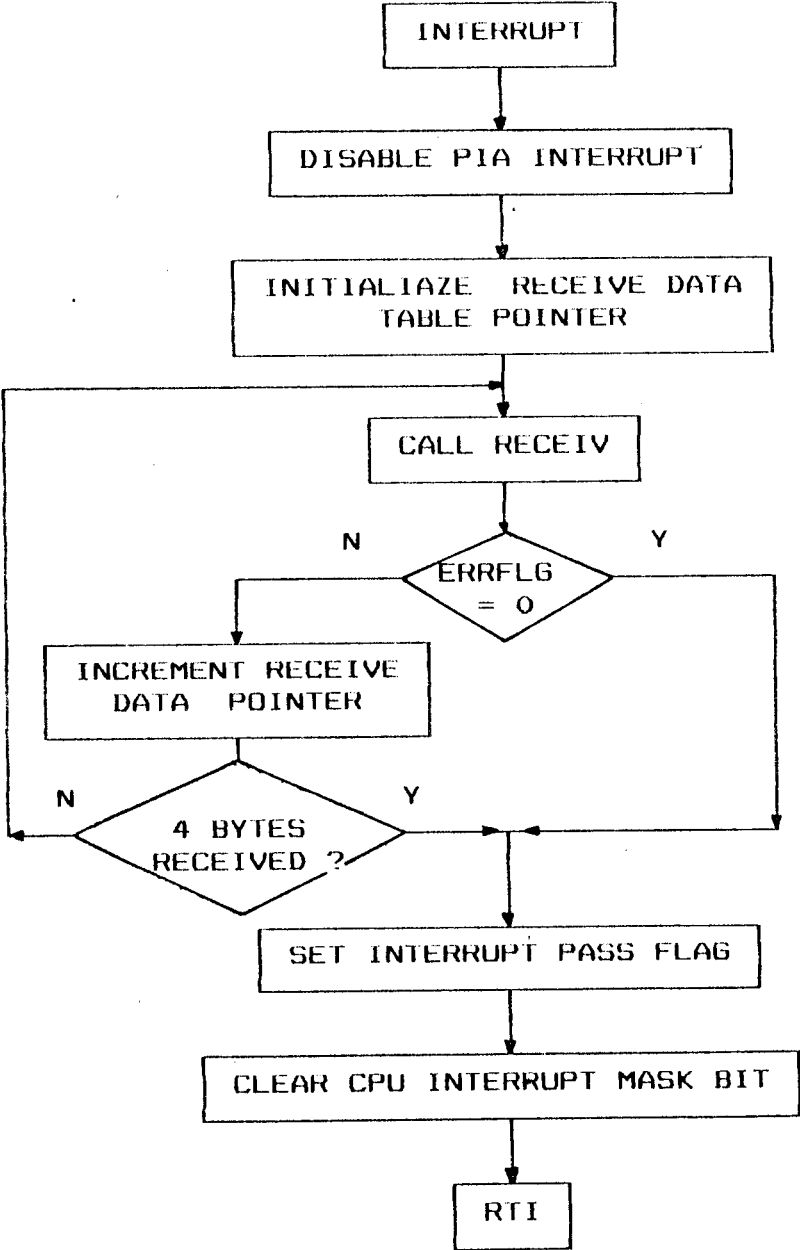 INTERRUPT
DISABLE PIA INTERRUPT
INITIALIAZE RECEIVE DATA
TABLE POINTER
CALL RECEIV
N
Y
ERRFLG
= 0
INCREMENT RECEIVE
DATA POINTER
N
Y
4 BYTES
RECEIVED ?
SET INTERRUPT PASS FLAG
CLEAR CPU INTERRUPT MASK BIT
RTI